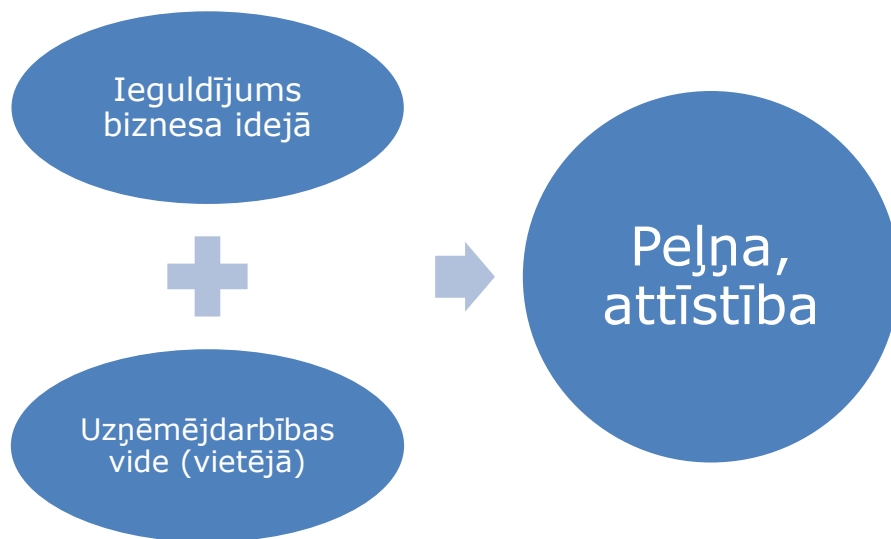 Ieguldījums
biznesa idejā
Uzņēmējdarbības
vide (vietējā)
Peļņa,
attīstība